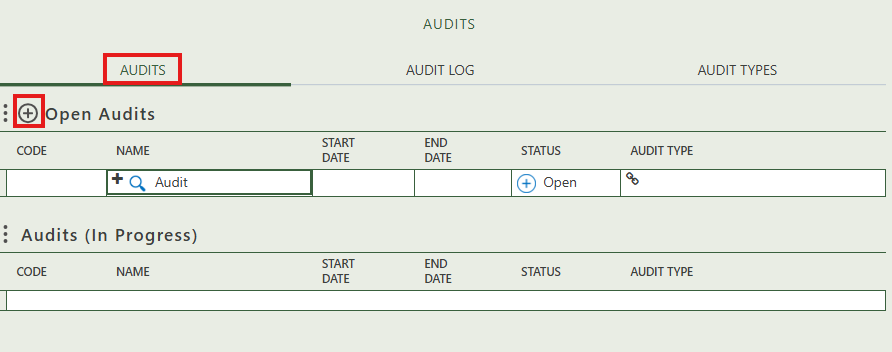 AUDITS
AUDITS AUDIT LOG AUDIT TYPES
Open Audits
CODE NAME START DATE END DATE STATUS AUDIT TYPE
Audit Open
Audits (In Progress)
CODE NAME START DATE END DATE STATUS AUDIT TYPE